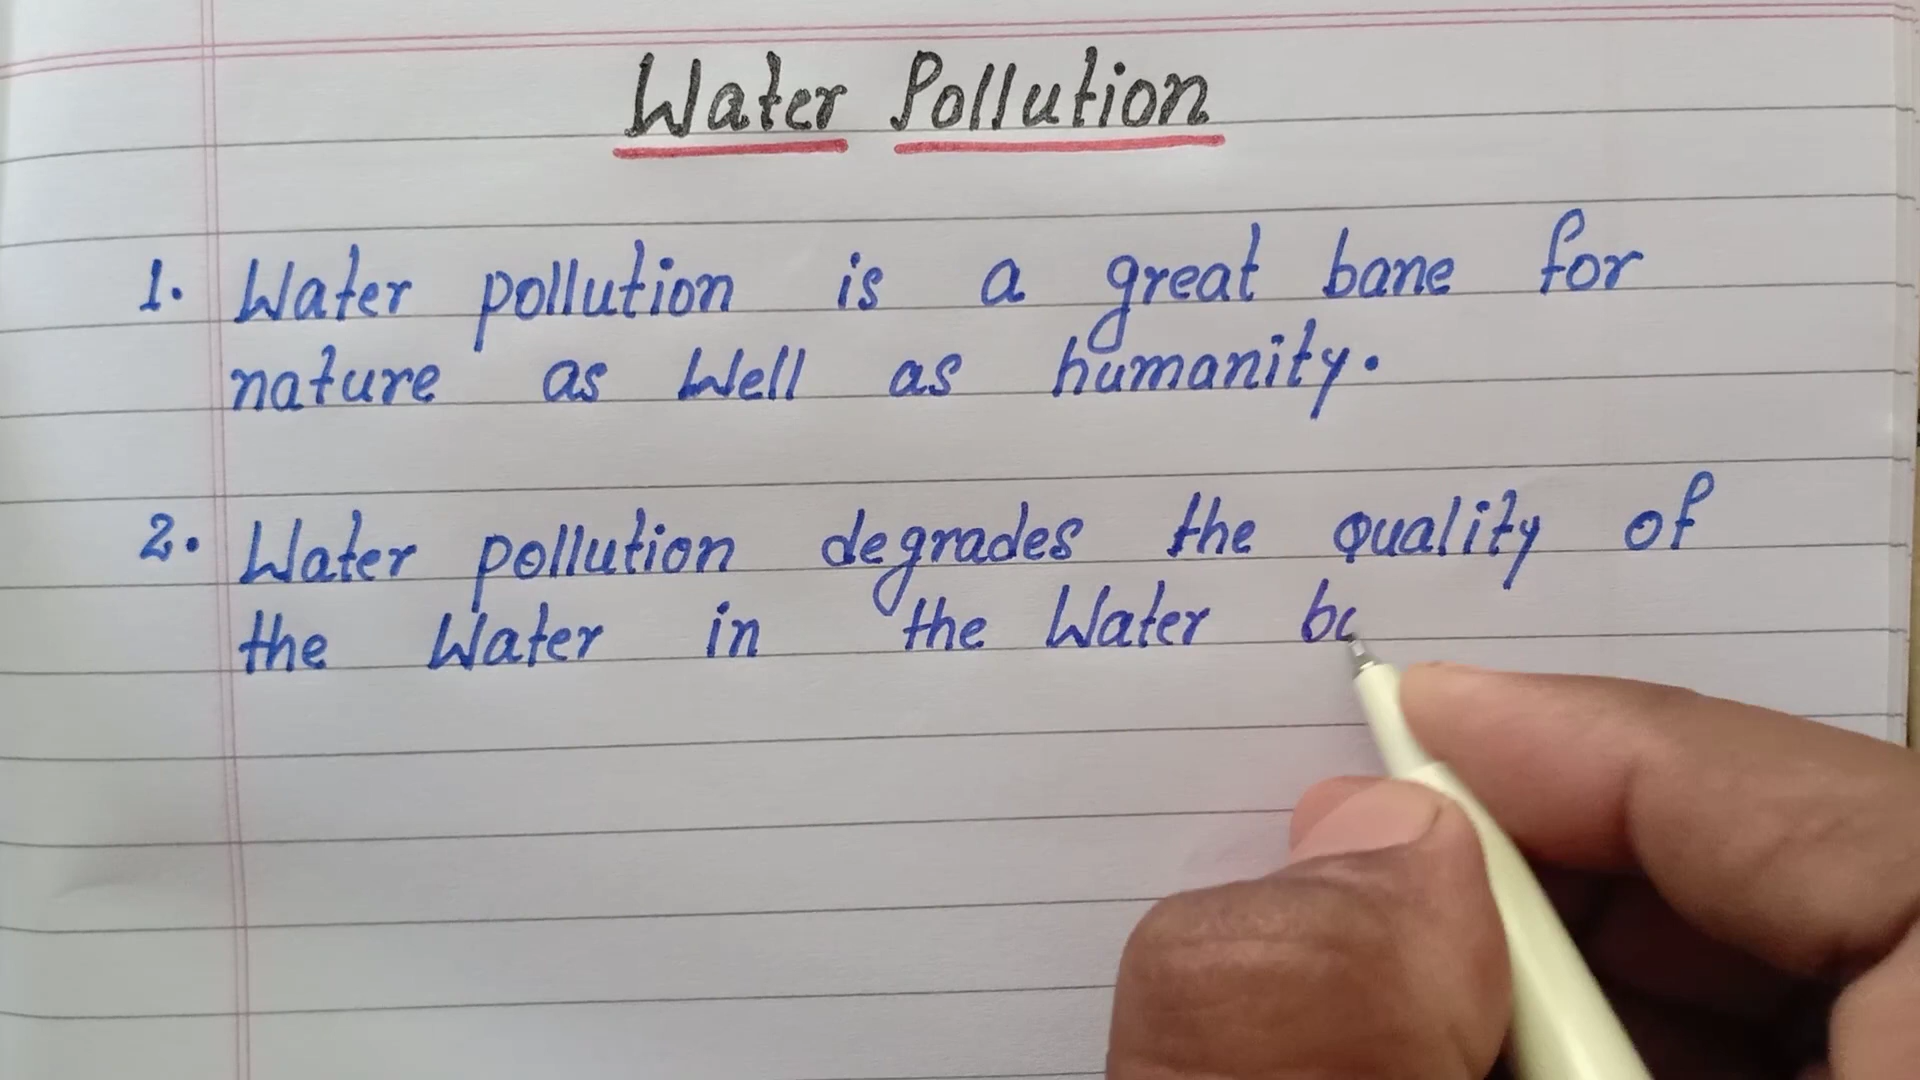 Water Pollution
1. Water pollution is a great bane for
nature as well as humanity.
2. Water pollution degrades the quality of
the Water in the Water